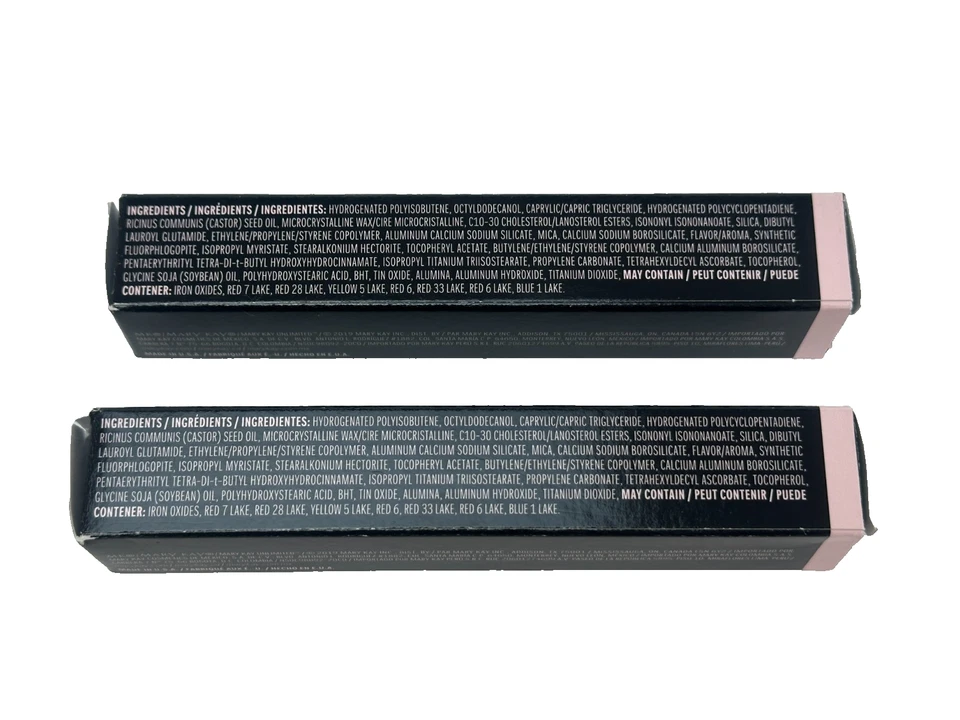 INGREDIENTS / INGRÉDIENTS / INGREDIENTES: HYDROGENATED POLYISOBUTENE, OCTYLDODECANOL, CAPRYLIC/CAPRIC TRIGLYCERIDE, HYDROGENATED POLYCYCLOPENTADIENE,
RICINUS COMMUNIS (CASTOR) SEED OIL, MICROCRYSTALLINE WAX/CIRE MICROCRISTALLINE, C10-30 CHOLESTEROL/LANOSTEROL ESTERS, ISONONYL ISONONANOATE, SILICA, DIBUTYL
LAUROYL GLUTAMIDE, ETHYLENE/PROPYLENE/STYRENE COPOLYMER, ALUMINUM CALCIUM SODIUM SILICATE, MICA, CALCIUM SODIUM BOROSILICATE, FLAVOR/AROMA, SYNTHETIC
FLUORPHLOGOPITE, ISOPROPYL MYRISTATE, STEARALKONIUM HECTORITE, TOCOPHERYL ACETATE, BUTYLENE/ETHYLENE/STYRENE COPOLYMER, CALCIUM ALUMINUM BOROSILICATE,
PENTAERYTHRITYL TETRA-DI-t-BUTYL HYDROXYHYDROCINNAMATE, ISOPROPYL TITANIUM TRIISOSTEARATE, PROPYLENE CARBONATE, TETRAHEXYLDECYL ASCORBATE, TOCOPHEROL,
GLYCINE SOJA (SOYBEAN) OIL, POLYHYDROXYSTEARIC ACID, BHT, TIN OXIDE, ALUMINA, ALUMINUM HYDROXIDE, TITANIUM DIOXIDE, MAY CONTAIN / PEUT CONTENIR / PUEDE
CONTENER: IRON OXIDES, RED 7 LAKE, RED 28 LAKE, YELLOW 5 LAKE, RED 6, RED 33 LAKE, RED 6 LAKE, BLUE 1 LAKE.
MADE IN U.S.A. / FABRIQUÉ AUX É. U. / HECHO EN E.U.A.
INGREDIENTS / INGRÉDIENTS / INGREDIENTES: HYDROGENATED POLYISOBUTENE, OCTYLDODECANOL, CAPRYLIC/CAPRIC TRIGLYCERIDE, HYDROGENATED POLYCYCLOPENTADIENE,
RICINUS COMMUNIS (CASTOR) SEED OIL, MICROCRYSTALLINE WAX/CIRE MICROCRISTALLINE, C10-30 CHOLESTEROL/LANOSTEROL ESTERS, ISONONYL ISONONANOATE, SILICA, DIBUTYL
LAUROYL GLUTAMIDE, ETHYLENE/PROPYLENE/STYRENE COPOLYMER, ALUMINUM CALCIUM SODIUM SILICATE, MICA, CALCIUM SODIUM BOROSILICATE, FLAVOR/AROMA, SYNTHETIC
FLUORPHLOGOPITE, ISOPROPYL MYRISTATE, STEARALKONIUM HECTORITE, TOCOPHERYL ACETATE, BUTYLENE/ETHYLENE/STYRENE COPOLYMER, CALCIUM ALUMINUM BOROSILICATE,
PENTAERYTHRITYL TETRA-DI-t-BUTYL HYDROXYHYDROCINNAMATE, ISOPROPYL TITANIUM TRIISOSTEARATE, PROPYLENE CARBONATE, TETRAHEXYLDECYL ASCORBATE, TOCOPHEROL,
GLYCINE SOJA (SOYBEAN) OIL, POLYHYDROXYSTEARIC ACID, BHT, TIN OXIDE, ALUMINA, ALUMINUM HYDROXIDE, TITANIUM DIOXIDE, MAY CONTAIN / PEUT CONTENIR / PUEDE
CONTENER: IRON OXIDES, RED 7 LAKE, RED 28 LAKE, YELLOW 5 LAKE, RED 6, RED 33 LAKE, RED 6 LAKE, BLUE 1 LAKE.
MADE IN U.S.A. / FABRIQUÉ AUX É. U. / HECHO EN E.U.A.